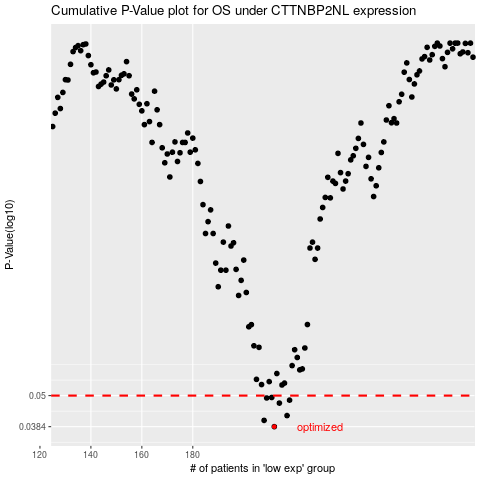 Cumulative P-Value plot for OS under CTTNBP2NL expression
P-Value(log10)
0.05
0.0384
optimized
120 140 160 180
# of patients in 'low exp' group